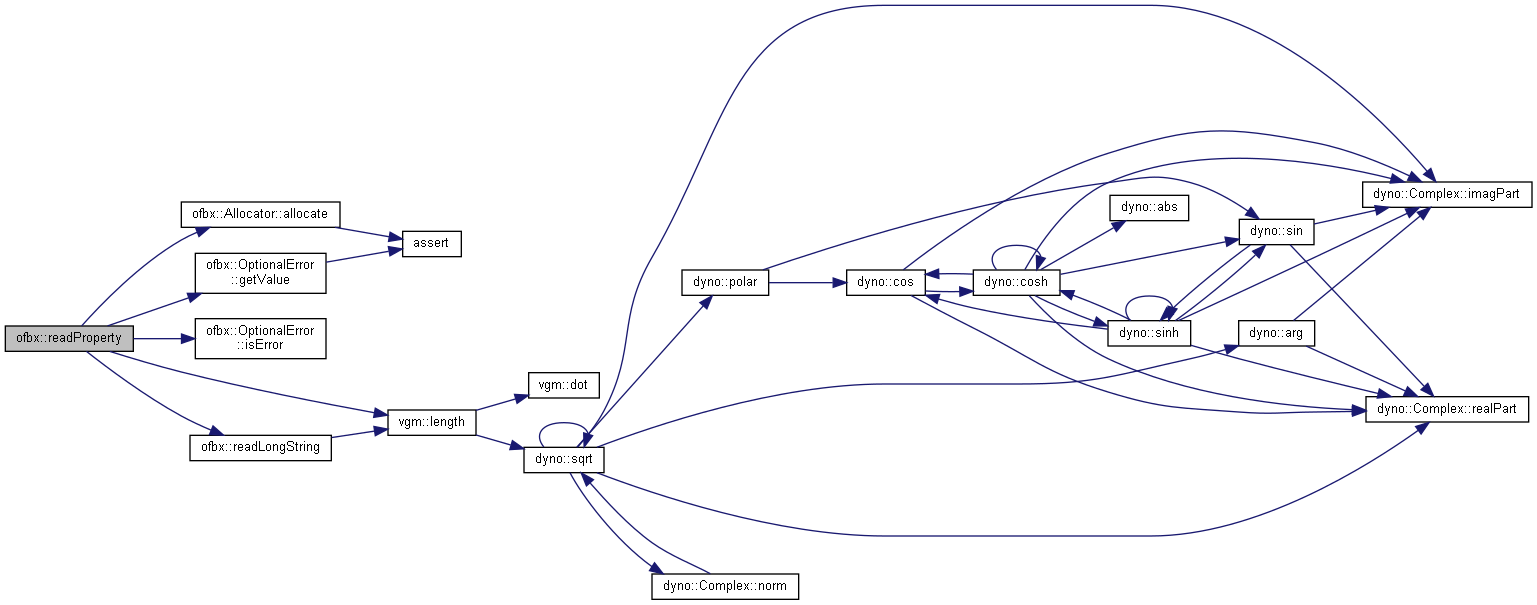 ofbx::readProperty
ofbx::Allocator::allocate
ofbx::OptionalError
::getValue
ofbx::OptionalError
::isError
ofbx::readLongString
assert
vgm::length
vgm::dot
dyno::sqrt
dyno::polar
dyno::Complex::norm
dyno::cos
dyno::cosh
dyno::abs
dyno::sinh
dyno::sin
dyno::arg
dyno::Complex::imagPart
dyno::Complex::realPart